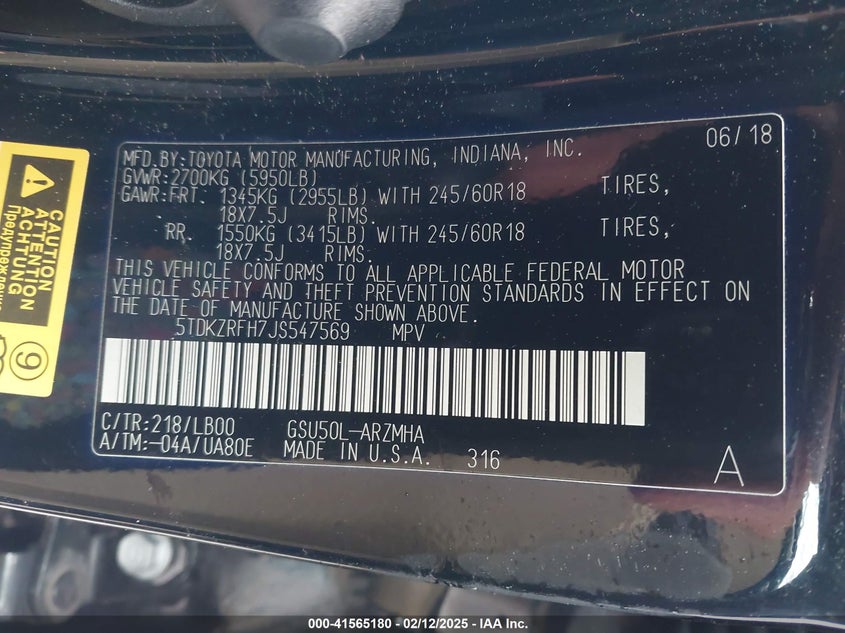 06/18
MFD.BY:TOYOTA MOTOR MANUFACTURING, INDIANA, INC.
GVWR:2700KG (5950LB)
GAWR:FRT. 1345KG (2955LB) WITH 245/60R18 TIRES,
18X7.5J RIMS.
RR. 1550KG (3415LB) WITH 245/60R18 TIRES,
18X7.5J RIMS.
THIS VEHICLE CONFORMS TO ALL APPLICABLE FEDERAL MOTOR
VEHICLE SAFETY AND THEFT PREVENTION STANDARDS IN EFFECT ON
THE DATE OF MANUFACTURE SHOWN ABOVE.
5TDKZRFH7JS547569 MPV
C/TR:218/LB00 GSU50L-ARZMHA
A/TM:-04A/UA80E MADE IN U.S.A. 316
A
CAUTION
ATTENTION
ACHTUNG
9
000-41565180 - 02/12/2025 - IAA Inc.